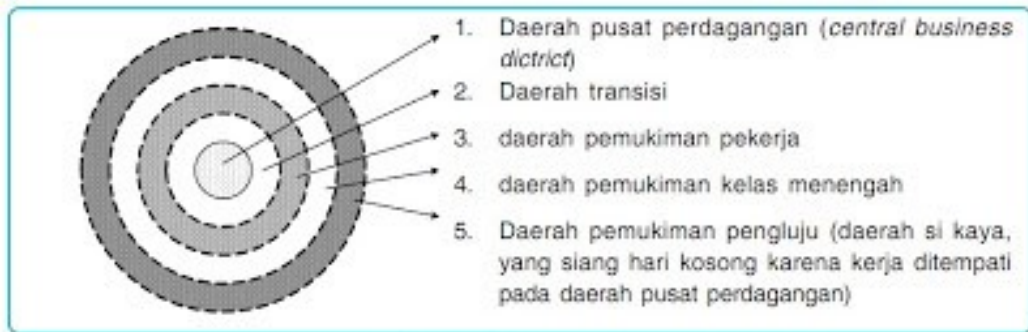 1. Daerah pusat perdagangan (central business
dictrict)
2. Daerah transisi
3. daerah pemukiman pekerja
4. daerah pemukiman kelas menengah
5. Daerah pemukiman pengluju (daerah si kaya,
yang siang hari kosong karena kerja ditempati
pada daerah pusat perdagangan)